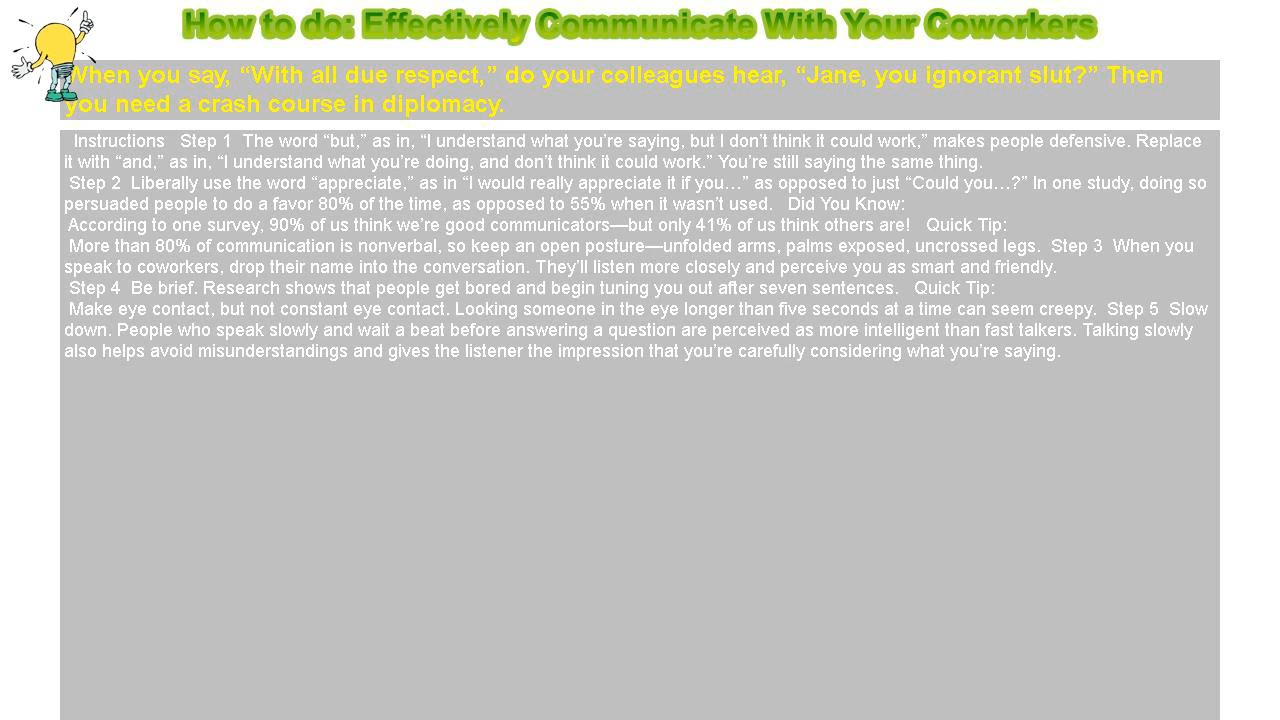 How to do: Effectively Communicate With Your Coworkers
When you say, “With all due respect,” do your colleagues hear, “Jane, you ignorant slut?” Then
you need a crash course in diplomacy.
Instructions   Step 1  The word “but,” as in, “I understand what you’re saying, but I don’t think it could work,” makes people defensive. Replace
it with “and,” as in, “I understand what you’re doing, and don’t think it could work.” You’re still saying the same thing.
Step 2  Liberally use the word “appreciate,” as in “I would really appreciate it if you…” as opposed to just “Could you…?” In one study, doing so
persuaded people to do a favor 80% of the time, as opposed to 55% when it wasn’t used.   Did You Know:
According to one survey, 90% of us think we’re good communicators—but only 41% of us think others are!   Quick Tip:
More than 80% of communication is nonverbal, so keep an open posture—unfolded arms, palms exposed, uncrossed legs.  Step 3  When you
speak to coworkers, drop their name into the conversation. They’ll listen more closely and perceive you as smart and friendly.
Step 4  Be brief. Research shows that people get bored and begin tuning you out after seven sentences.   Quick Tip:
Make eye contact, but not constant eye contact. Looking someone in the eye longer than five seconds at a time can seem creepy.  Step 5  Slow
down. People who speak slowly and wait a beat before answering a question are perceived as more intelligent than fast talkers. Talking slowly
also helps avoid misunderstandings and gives the listener the impression that you’re carefully considering what you’re saying.